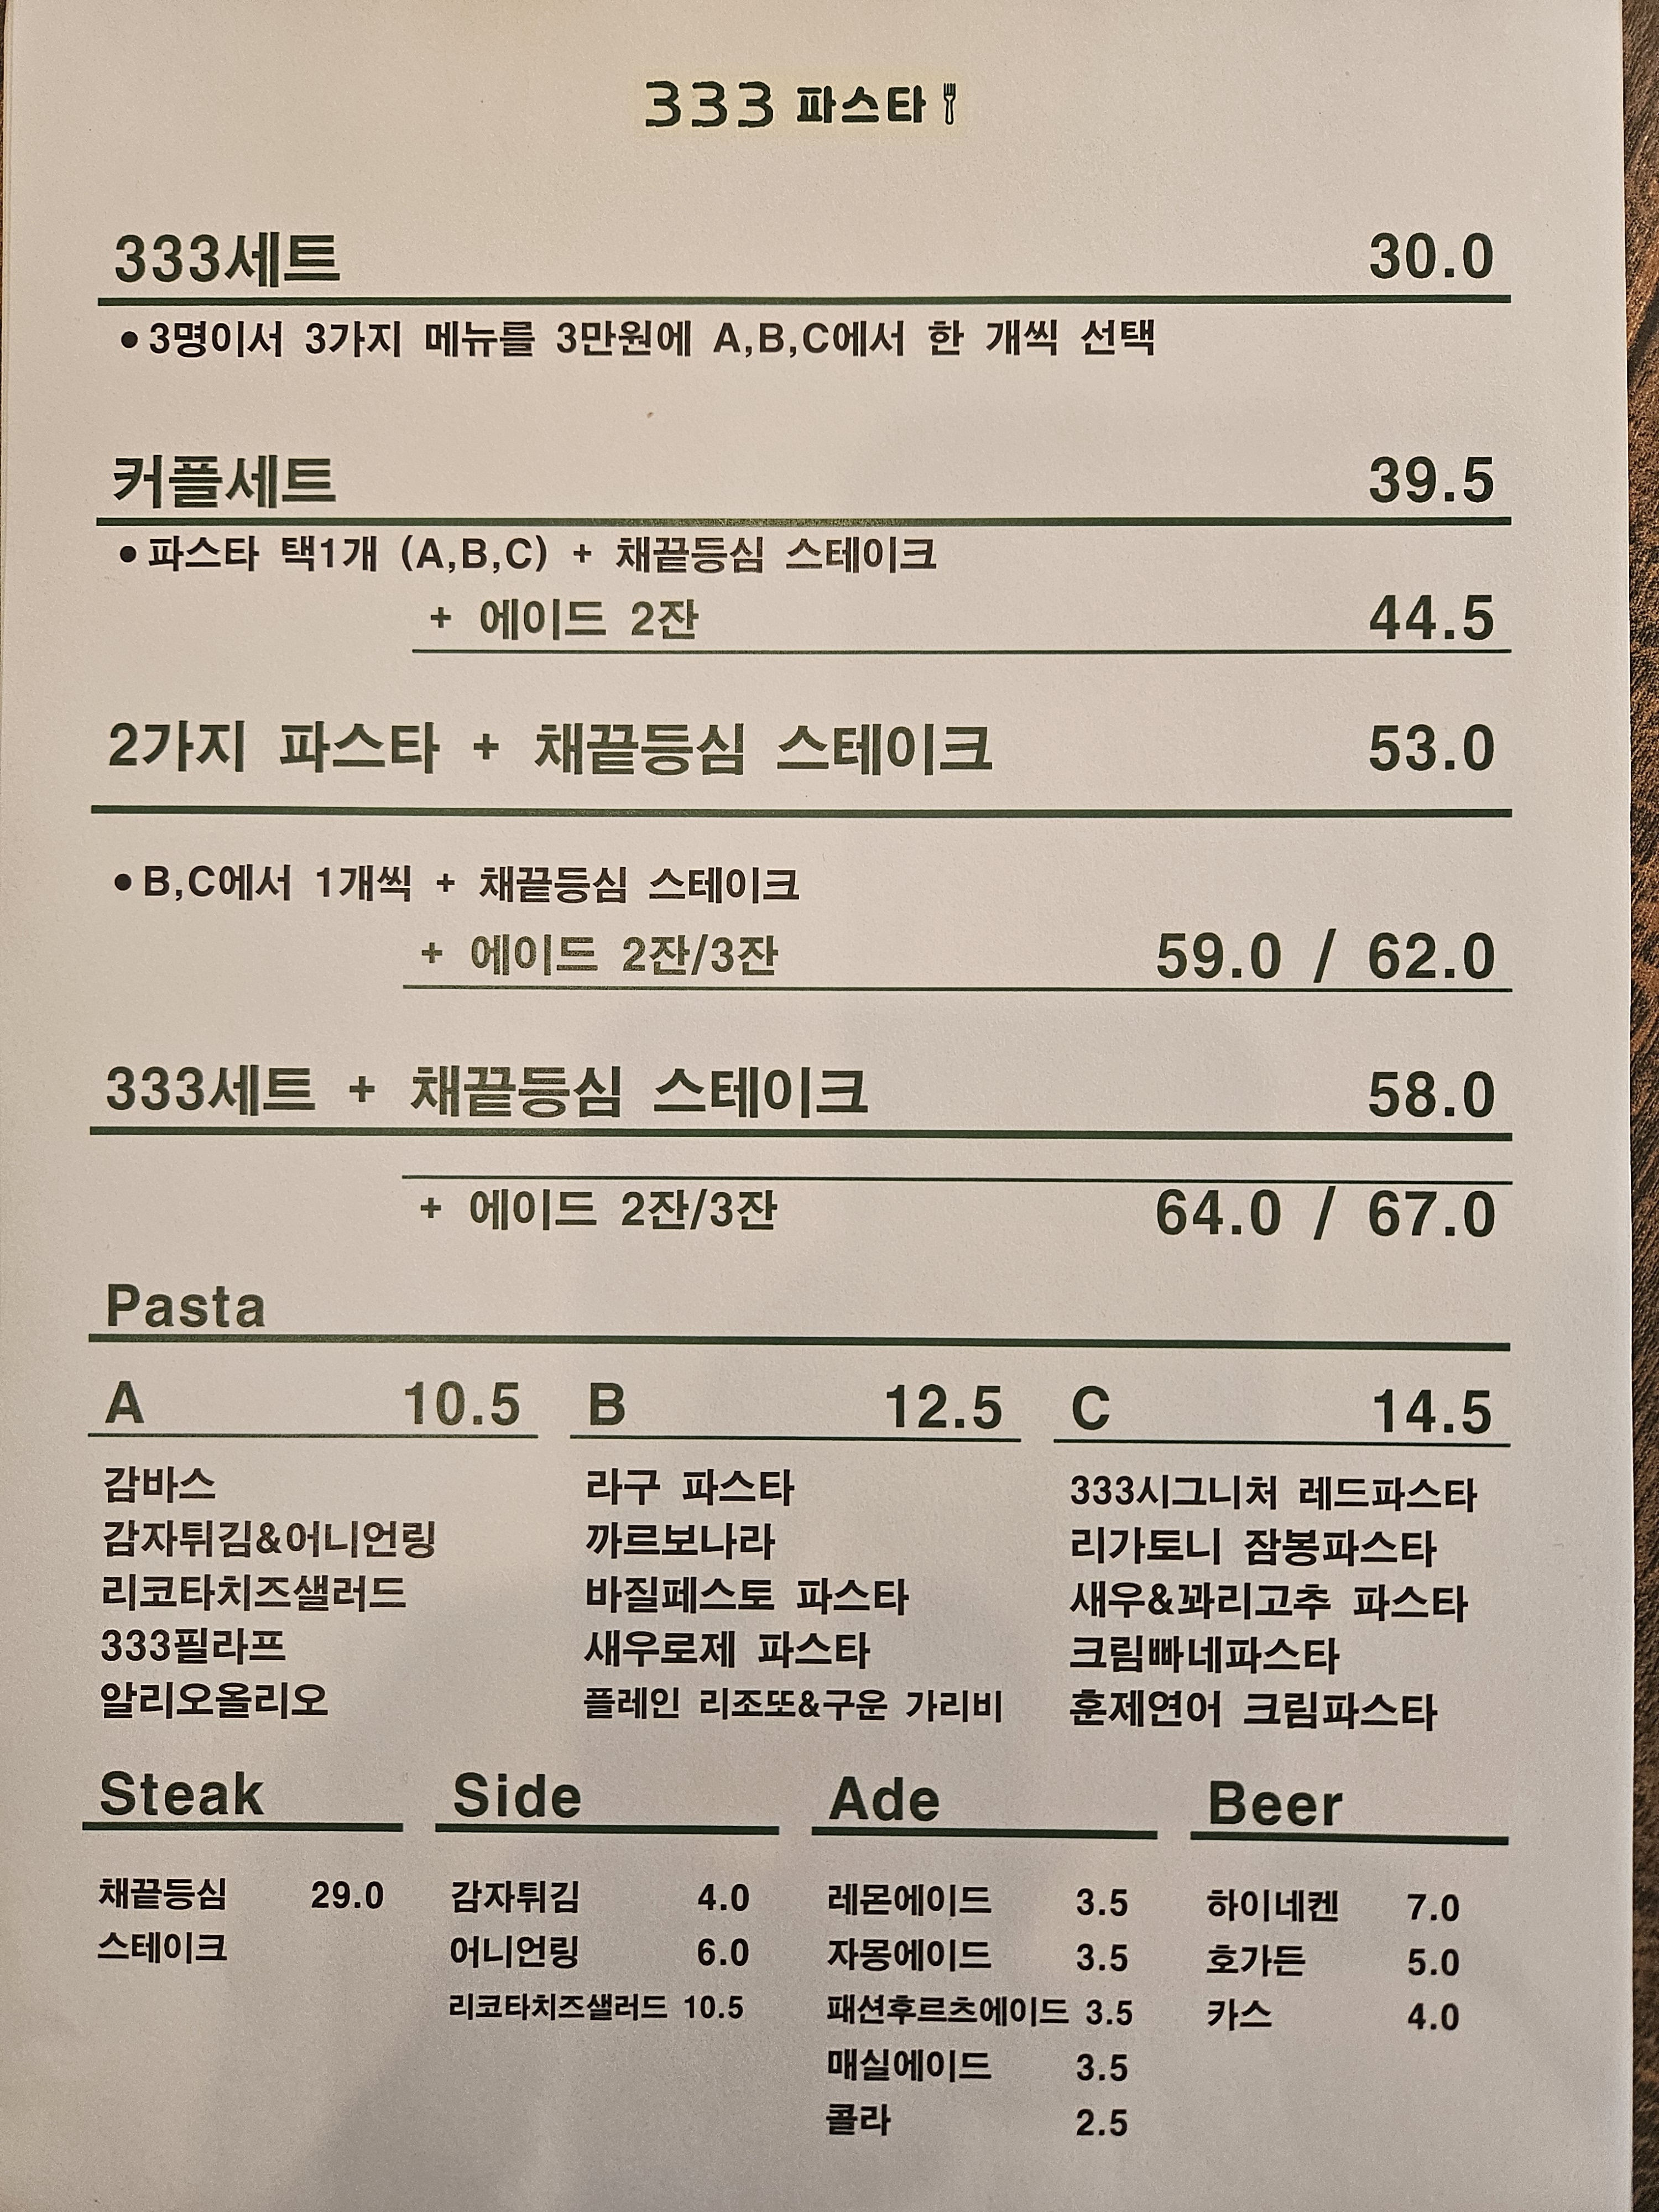 333 파스타
333세트 30.0
• 3명이서 3가지 메뉴를 3만원에 A,B,C에서 한 개씩 선택
커플세트 39.5
• 파스타 택1개 (A,B,C) + 채끝등심 스테이크
+ 에이드 2잔 44.5
2가지 파스타 + 채끝등심 스테이크 53.0
• B,C에서 1개씩 + 채끝등심 스테이크
+ 에이드 2잔/3잔 59.0 / 62.0
333세트 + 채끝등심 스테이크 58.0
+ 에이드 2잔/3잔 64.0 / 67.0
Pasta
A 10.5
감바스
감자튀김&어니언링
리코타치즈샐러드
333필라프
알리오올리오
B 12.5
라구 파스타
까르보나라
바질페스토 파스타
새우로제 파스타
플레인 리조또&구운 가리비
C 14.5
333시그니처 레드파스타
리가토니 잠봉파스타
새우&꽈리고추 파스타
크림빠네파스타
훈제연어 크림파스타
Steak
채끝등심 29.0
스테이크
Side
감자튀김 4.0
어니언링 6.0
리코타치즈샐러드 10.5
Ade
레몬에이드 3.5
자몽에이드 3.5
패션후르츠에이드 3.5
매실에이드 3.5
콜라 2.5
Beer
하이네켄 7.0
호가든 5.0
카스 4.0